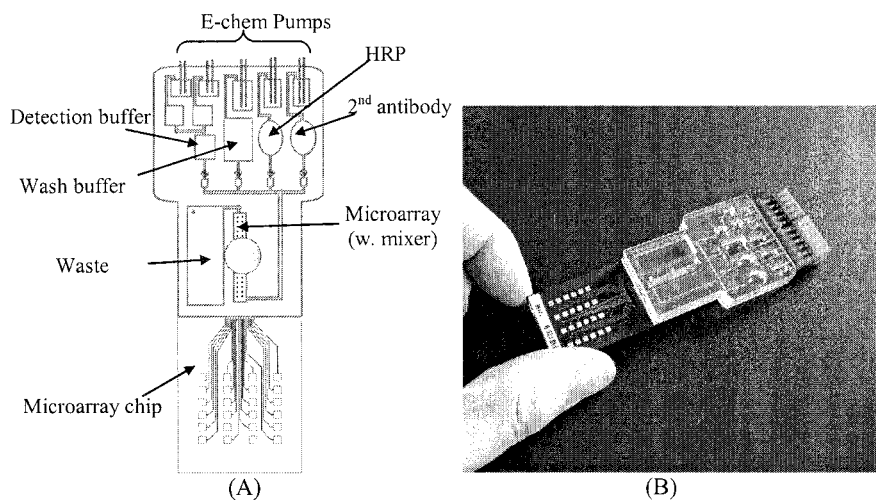 E-chem Pumps
HRP
2nd antibody
Detection buffer
Wash buffer
Microarray
(w. mixer)
Waste
Microarray chip
(A)
(B)